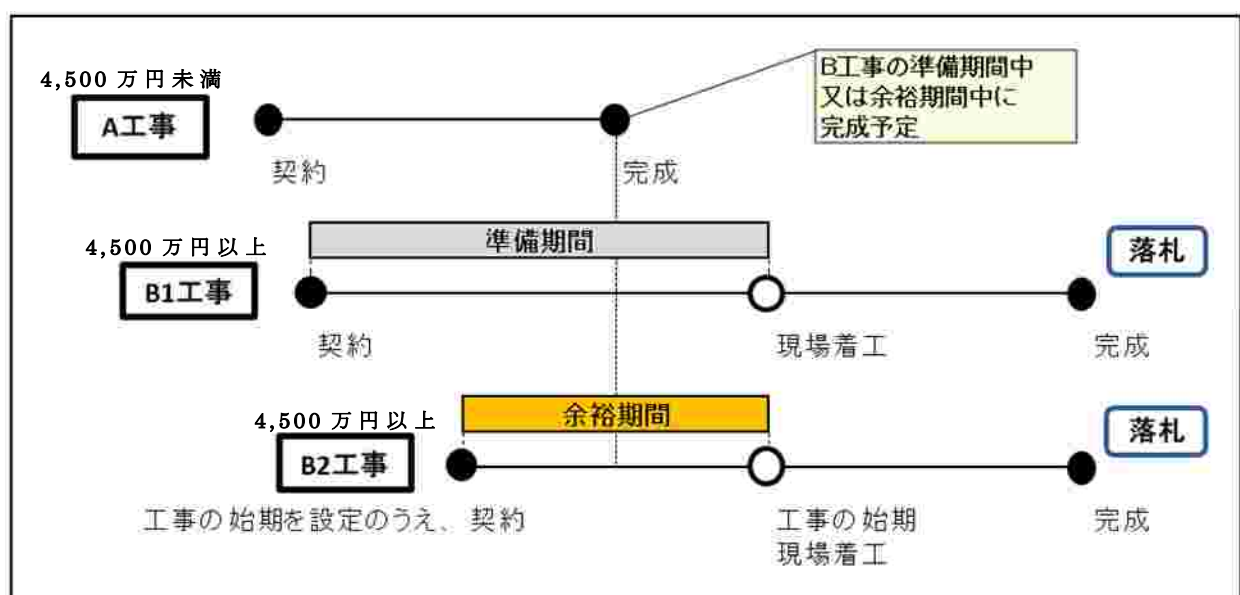 4,500 万円未満
A工事
契約
完成
B工事の準備期間中
又は余裕期間中に
完成予定
4,500 万円以上
B1工事
準備期間
落札
契約
現場着工
完成
4,500 万円以上
B2工事
余裕期間
落札
工事の始期を設定のうえ、契約
工事の始期
現場着工
完成